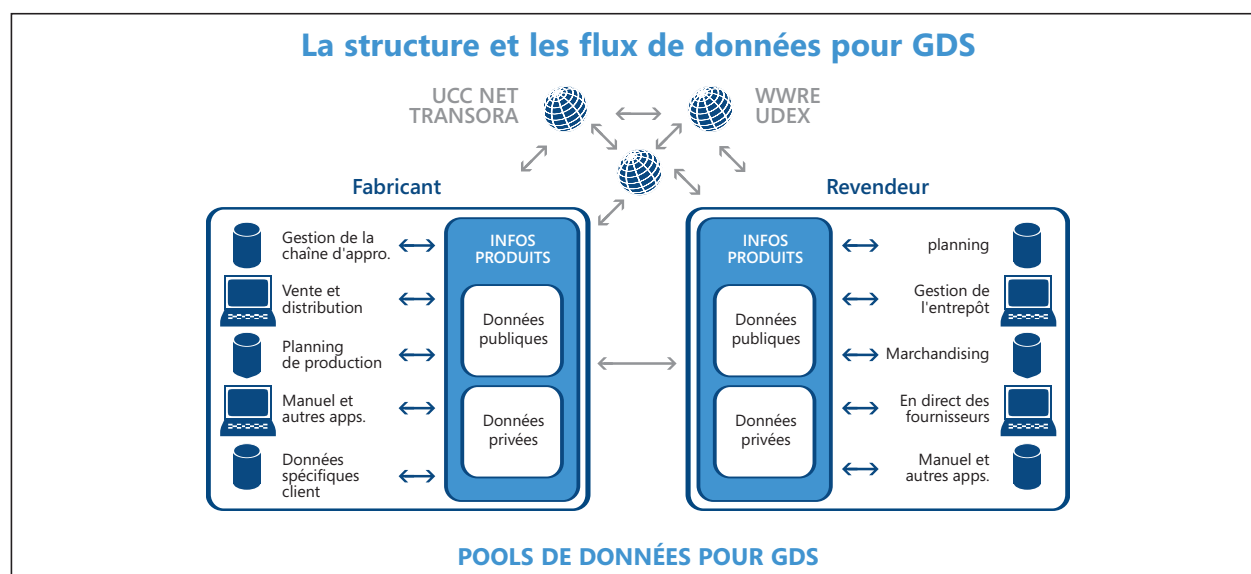 La structure et les flux de données pour GDS
UCC NET
TRANSORA
WWRE
UDEX
Fabricant
Gestion de la
chaîne d'appro.
Vente et
distribution
Planning
de production
Manuel et
autres apps.
Données
spécifiques
client
INFOS
PRODUITS
Données
publiques
Données
privées
Revendeur
INFOS
PRODUITS
Données
publiques
Données
privées
planning
Gestion de
l'entrepôt
Marchandising
En direct des
fournisseurs
Manuel et
autres apps.
POOLS DE DONNÉES POUR GDS